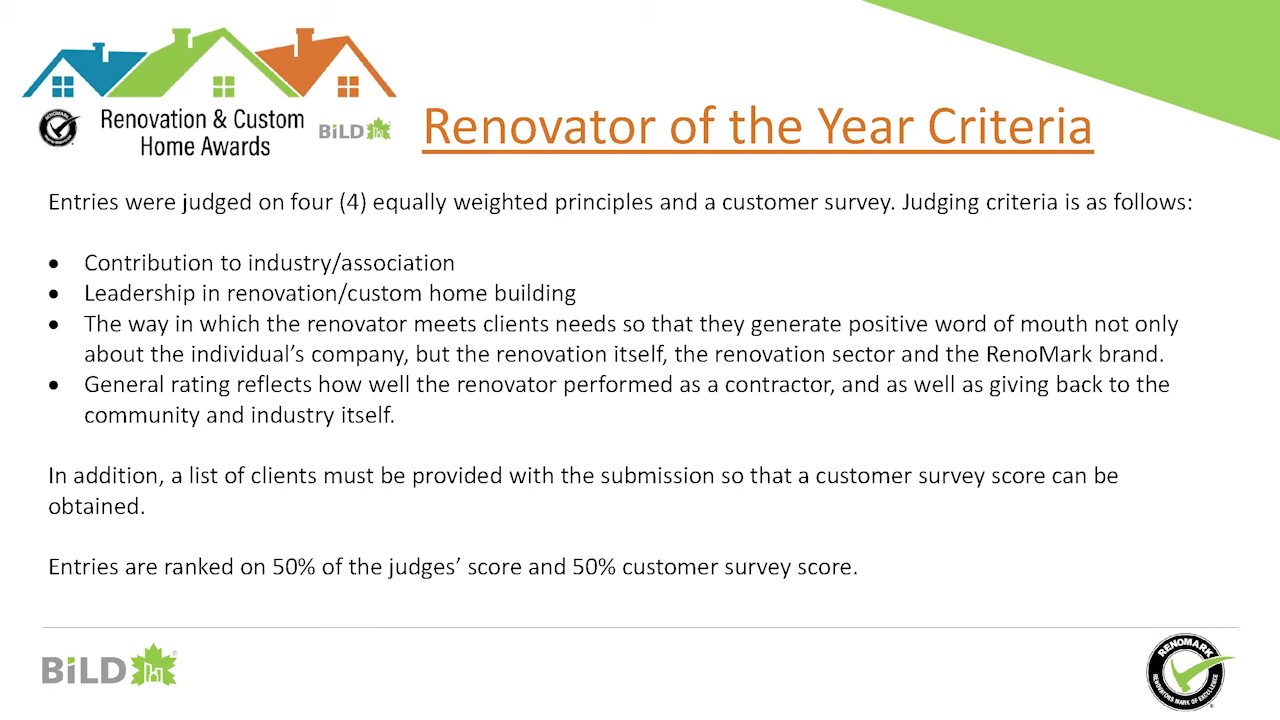 Renovation & Custom
Home Awards
RENOMARK
BiLD
Renovator of the Year Criteria
Entries were judged on four (4) equally weighted principles and a customer survey. Judging criteria is as follows:
• Contribution to industry/association
• Leadership in renovation/custom home building
• The way in which the renovator meets clients needs so that they generate positive word of mouth not only
about the individual’s company, but the renovation itself, the renovation sector and the RenoMark brand.
• General rating reflects how well the renovator performed as a contractor, and as well as giving back to the
community and industry itself.
In addition, a list of clients must be provided with the submission so that a customer survey score can be
obtained.
Entries are ranked on 50% of the judges’ score and 50% customer survey score.
BiLD ®
RENOMARK
RENOVATORS MARK OF EXCELLENCE